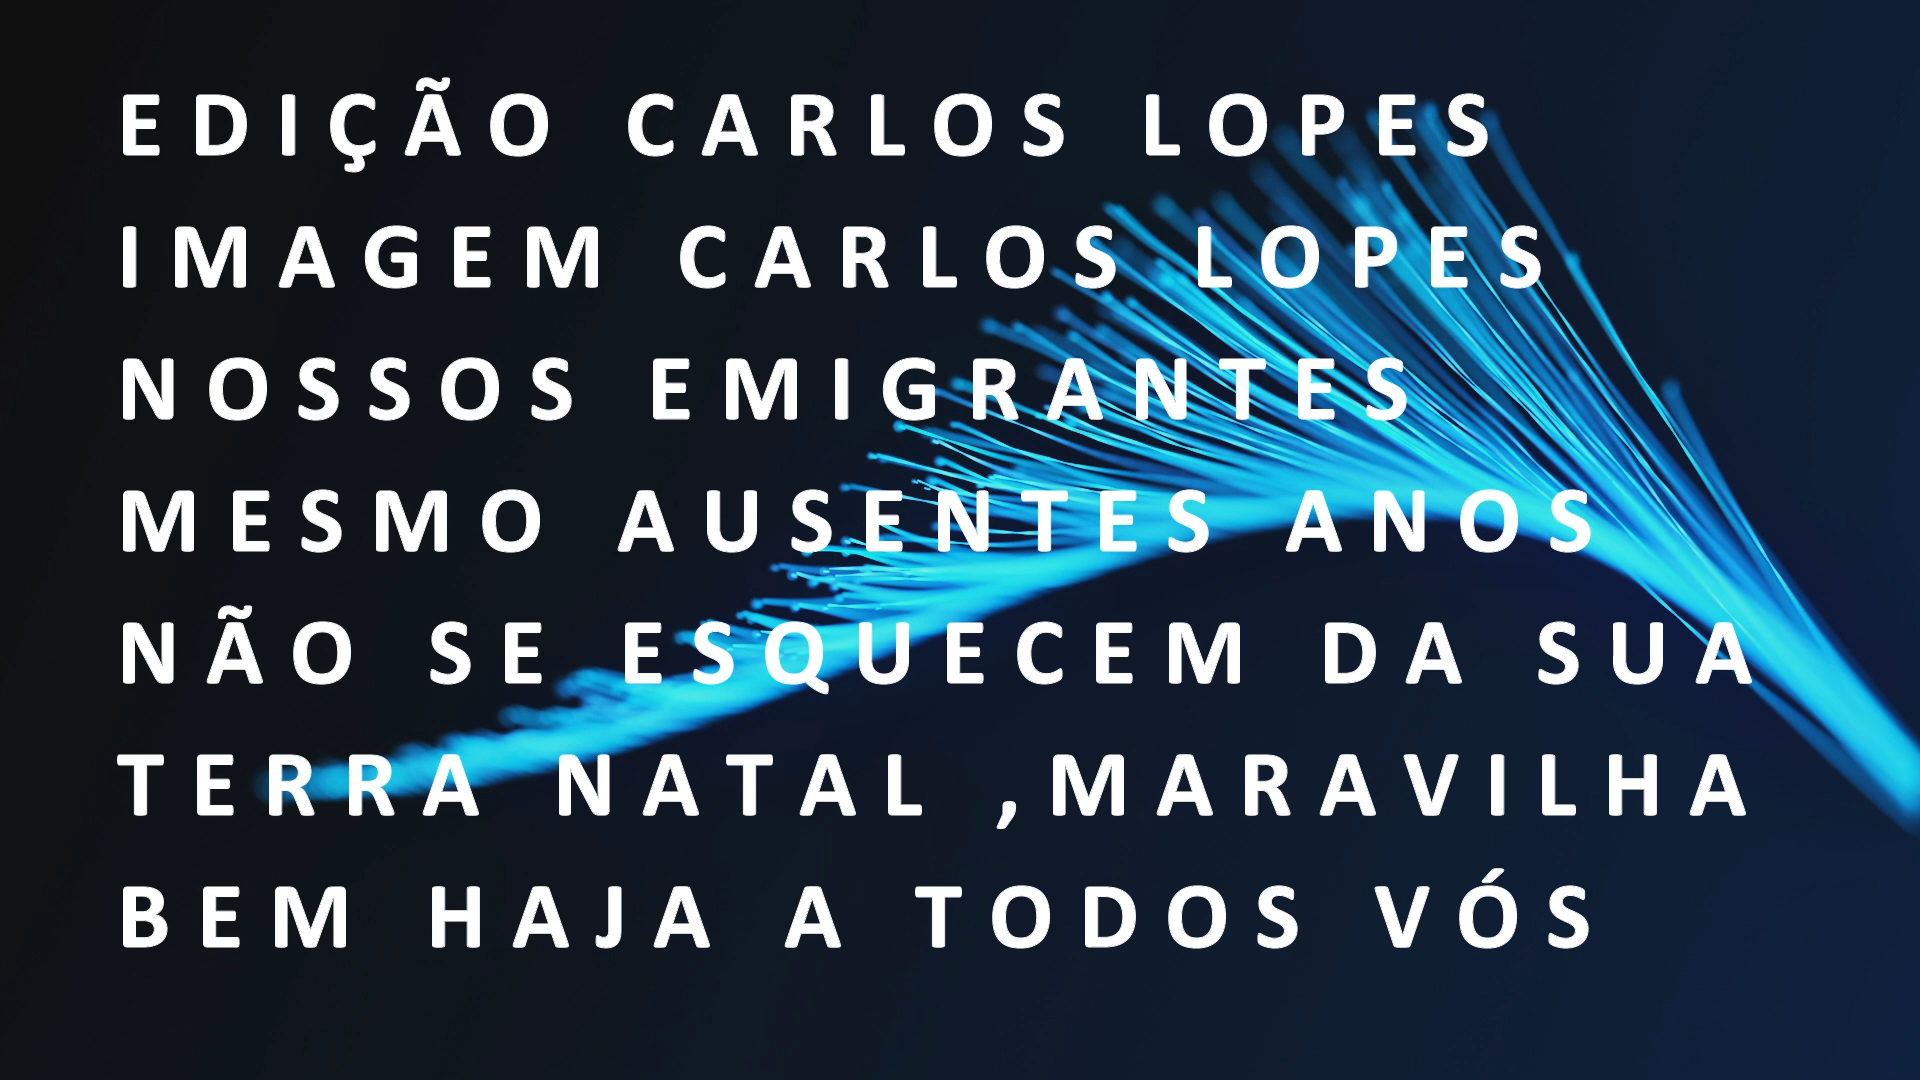 EDIÇÃO CARLOS LOPES
IMAGEM CARLOS LOPES
NOSSOS EMIGRANTES
MESMO AUSENTES ANOS
NÃO SE ESQUECEM DA SUA
TERRA NATAL ,MARAVILHA
BEM HAJA A TODOS VÓS